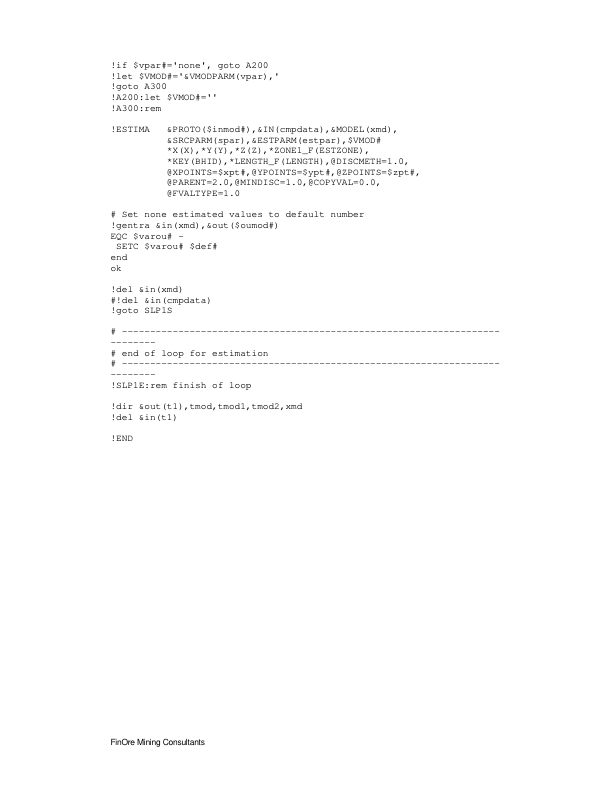 !if $vpar#='none', goto A200
!let $VMOD#='&VMODPARM(vpar),'
!goto A300
!A200:let $VMOD#=''
!A300:rem
!ESTIMA &PROTO($inmod#),&IN(cmpdata),&MODEL(xmd),
&SRCPARM(spar),&ESTPARM(estpar),$VMOD#
*X(X),*Y(Y),*Z(Z),*ZONE1_F(ESTZONE),
*KEY(BHID),*LENGTH_F(LENGTH),@DISCMETH=1.0,
@XPOINTS=$xpt#,@YPOINTS=$ypt#,@ZPOINTS=$zpt#,
@PARENT=2.0,@MINDISC=1.0,@COPYVAL=0.0,
@FVALTYPE=1.0
# Set none estimated values to default number
!gentra &in(xmd),&out($oumod#)
EQC $varou# -
SETC $varou# $def#
end
ok
!del &in(xmd)
#!del &in(cmpdata)
!goto SLP1S
# -------------------------------------------------------------------
--------
# end of loop for estimation
# -------------------------------------------------------------------
--------
!SLP1E:rem finish of loop
!dir &out(t1),tmod,tmod1,tmod2,xmd
!del &in(t1)
!END
FinOre Mining Consultants